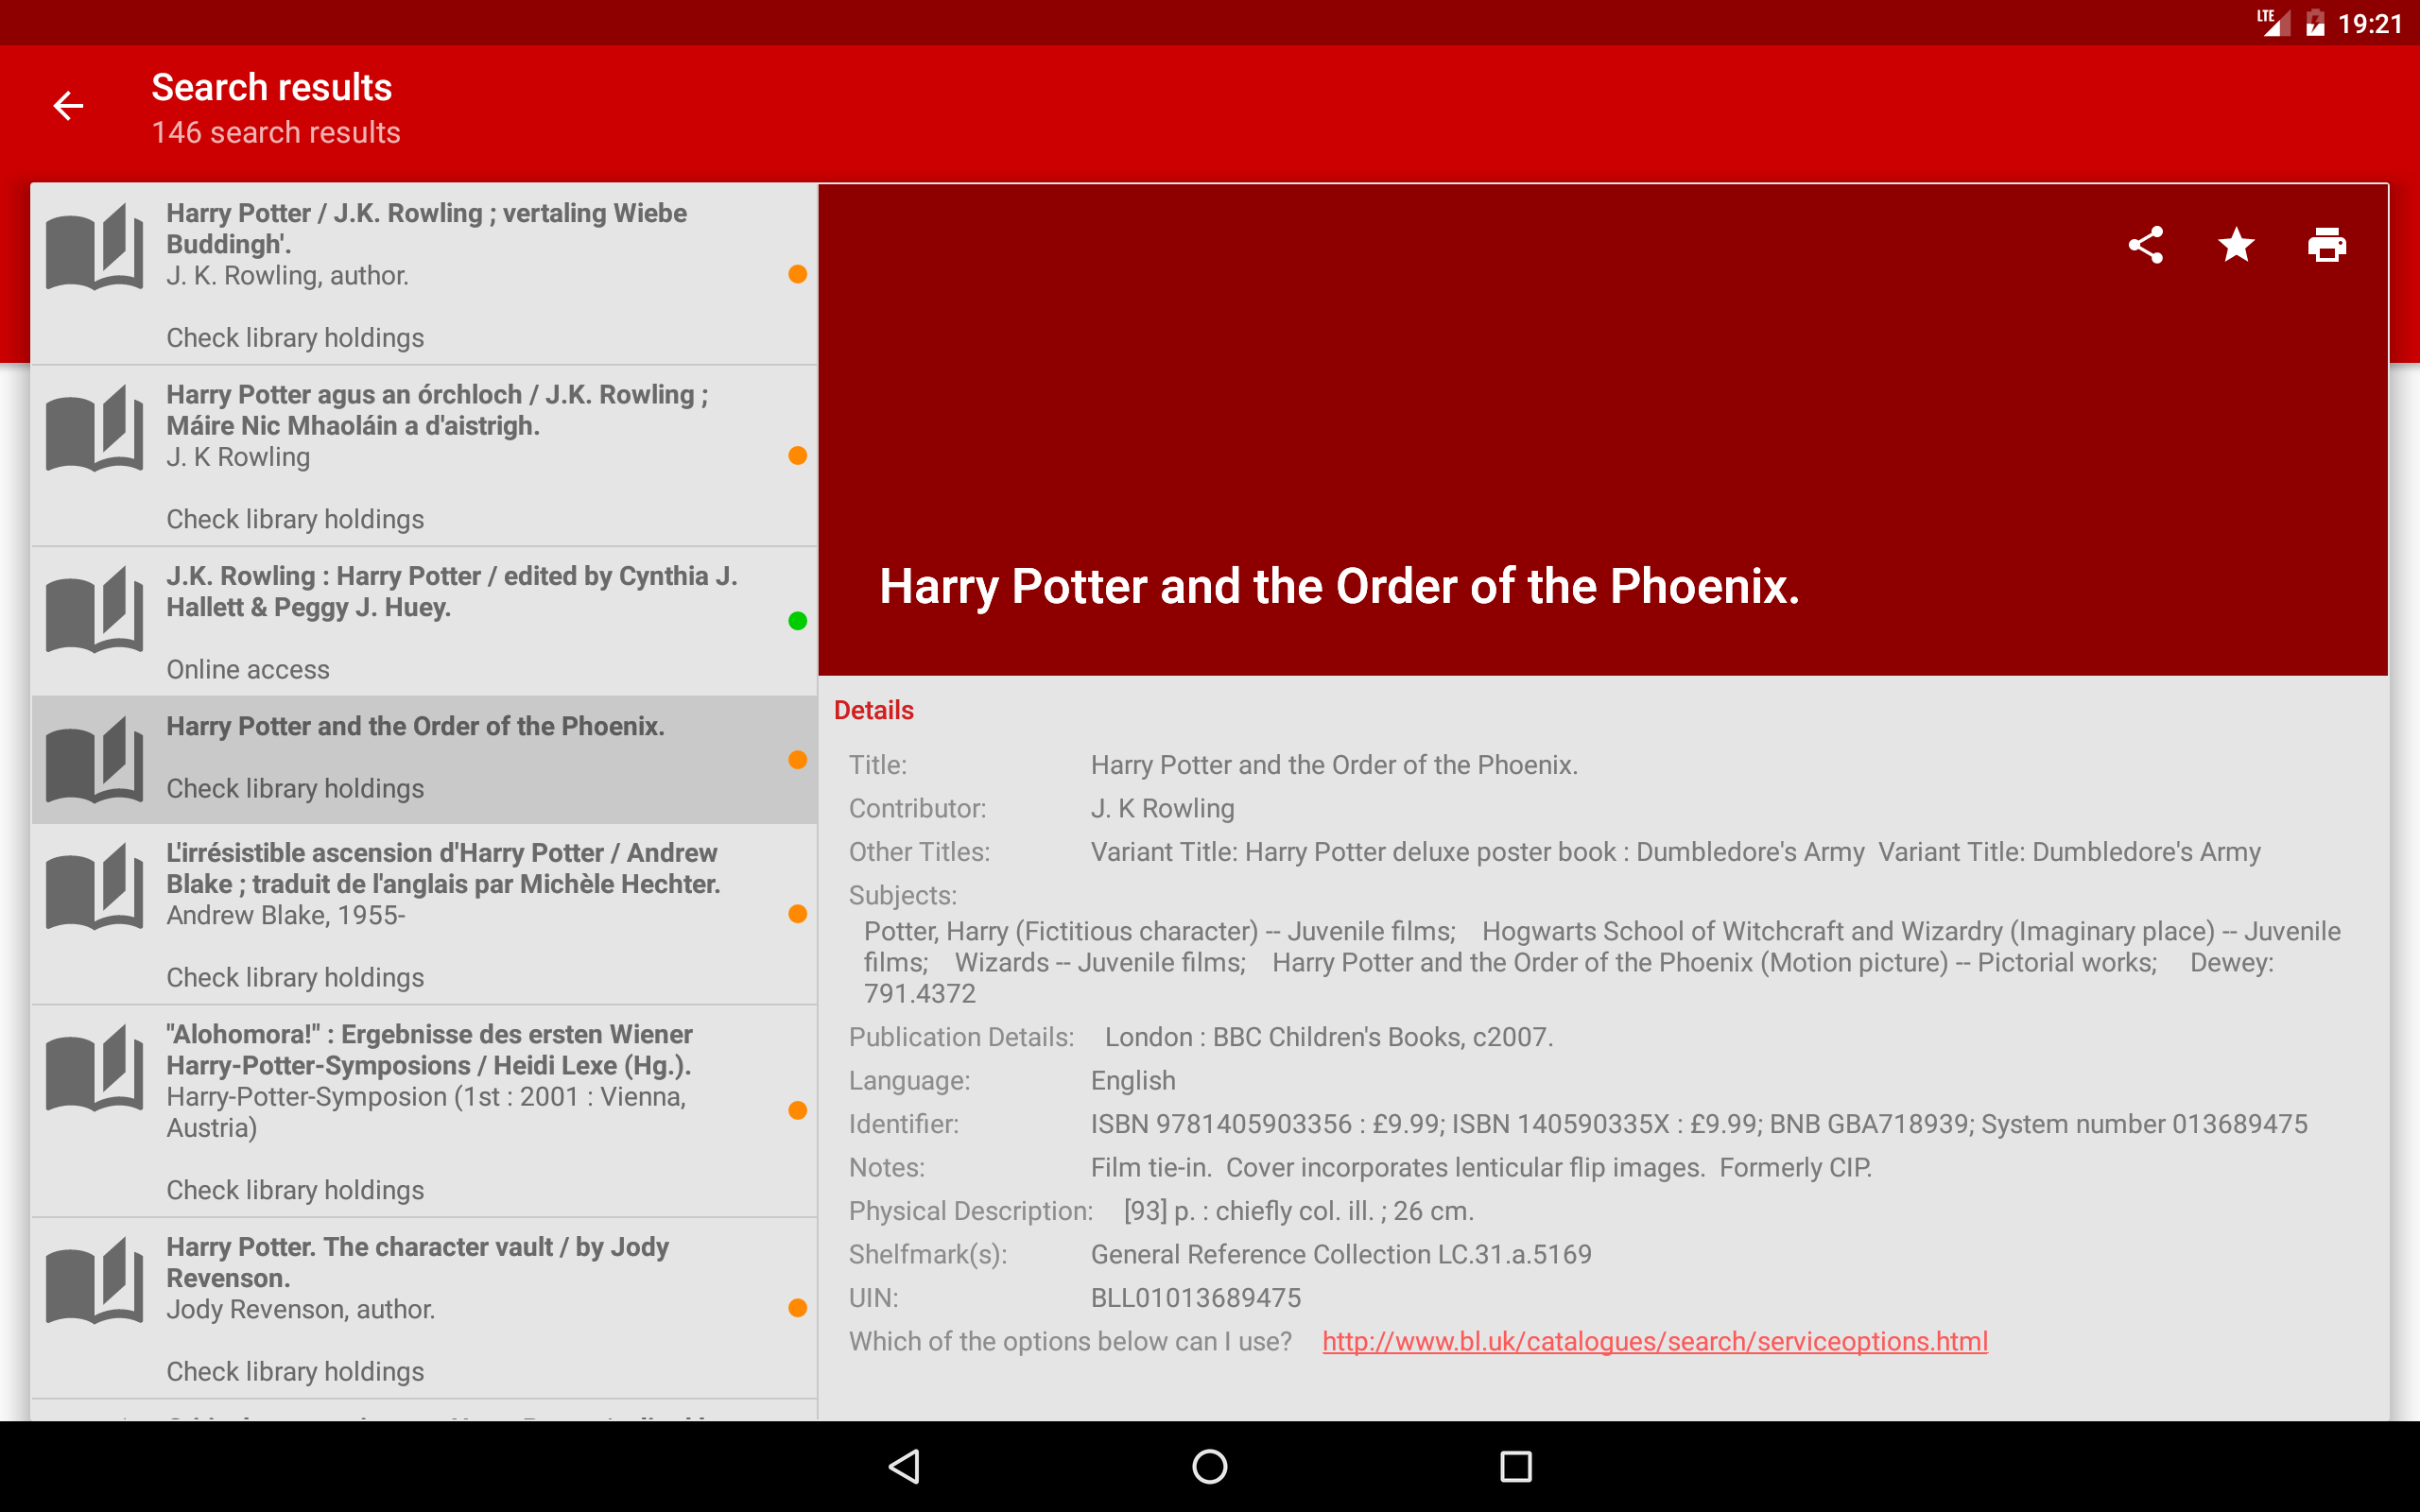 LTE 19:21
Search results
146 search results
Harry Potter / J.K. Rowling ; vertaling Wiebe
Buddingh'.
J. K. Rowling, author.
Check library holdings
Harry Potter agus an órchloch / J.K. Rowling ;
Máire Nic Mhaoláin a d'aistrigh.
J. K Rowling
Check library holdings
J.K. Rowling : Harry Potter / edited by Cynthia J.
Hallett & Peggy J. Huey.
Online access
Harry Potter and the Order of the Phoenix.
Check library holdings
L'irrésistible ascension d'Harry Potter / Andrew
Blake ; traduit de l'anglais par Michèle Hechter.
Andrew Blake, 1955-
Check library holdings
"Alohomora!" : Ergebnisse des ersten Wiener
Harry-Potter-Symposions / Heidi Lexe (Hg.).
Harry-Potter-Symposion (1st : 2001 : Vienna,
Austria)
Check library holdings
Harry Potter. The character vault / by Jody
Revenson.
Jody Revenson, author.
Check library holdings
Harry Potter and the Order of the Phoenix.
Details
Title: Harry Potter and the Order of the Phoenix.
Contributor: J. K Rowling
Other Titles: Variant Title: Harry Potter deluxe poster book : Dumbledore's Army Variant Title: Dumbledore's Army
Subjects:
Potter, Harry (Fictitious character) -- Juvenile films; Hogwarts School of Witchcraft and Wizardry (Imaginary place) -- Juvenile
films; Wizards -- Juvenile films; Harry Potter and the Order of the Phoenix (Motion picture) -- Pictorial works; Dewey:
791.4372
Publication Details: London : BBC Children's Books, c2007.
Language: English
Identifier: ISBN 9781405903356 : £9.99; ISBN 140590335X : £9.99; BNB GBA718939; System number 013689475
Notes: Film tie-in. Cover incorporates lenticular flip images. Formerly CIP.
Physical Description: [93] p. : chiefly col. ill. ; 26 cm.
Shelfmark(s): General Reference Collection LC.31.a.5169
UIN: BLL01013689475
Which of the options below can I use? http://www.bl.uk/catalogues/search/serviceoptions.html